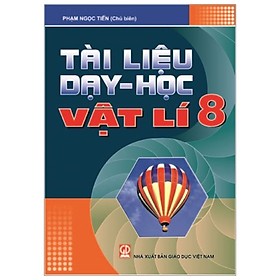 PHẠM NGỌC TIẾN (Chủ biên)
TÀI LIỆU
DẠY-HỌC
VẬT LÍ 8
NHÀ XUẤT BẢN GIÁO DỤC VIỆT NAM